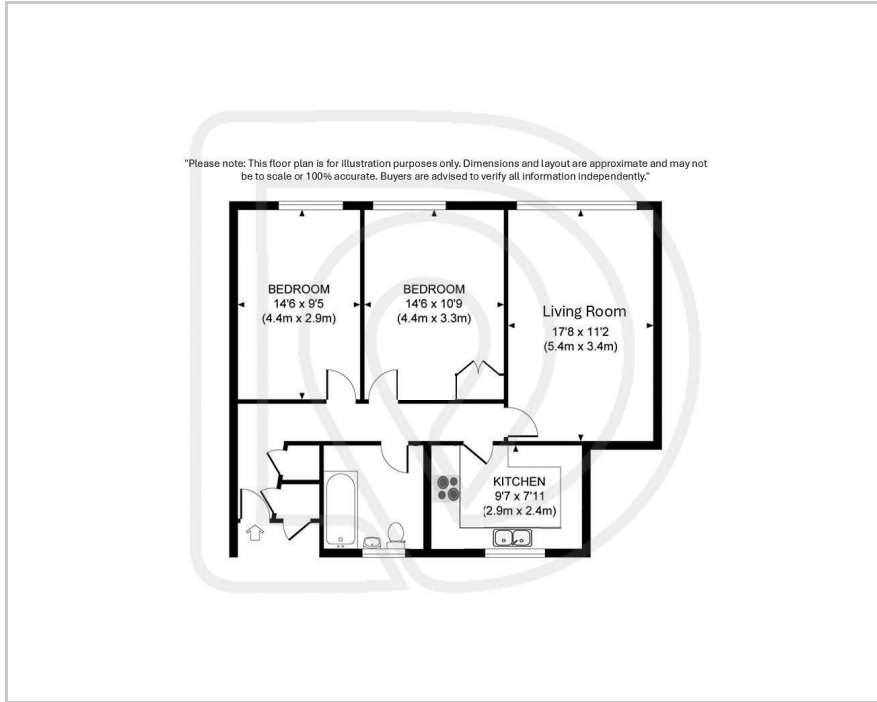 "Please note: This floor plan is for illustration purposes only. Dimensions and layout are approximate and may not
be to scale or 100% accurate. Buyers are advised to verify all information independently."
BEDROOM
14'6 x 9'5
(4.4m x 2.9m)
BEDROOM
14'6 x 10'9
(4.4m x 3.3m)
Living Room
17'8 x 11'2
(5.4m x 3.4m)
KITCHEN
9'7 x 7'11
(2.9m x 2.4m)